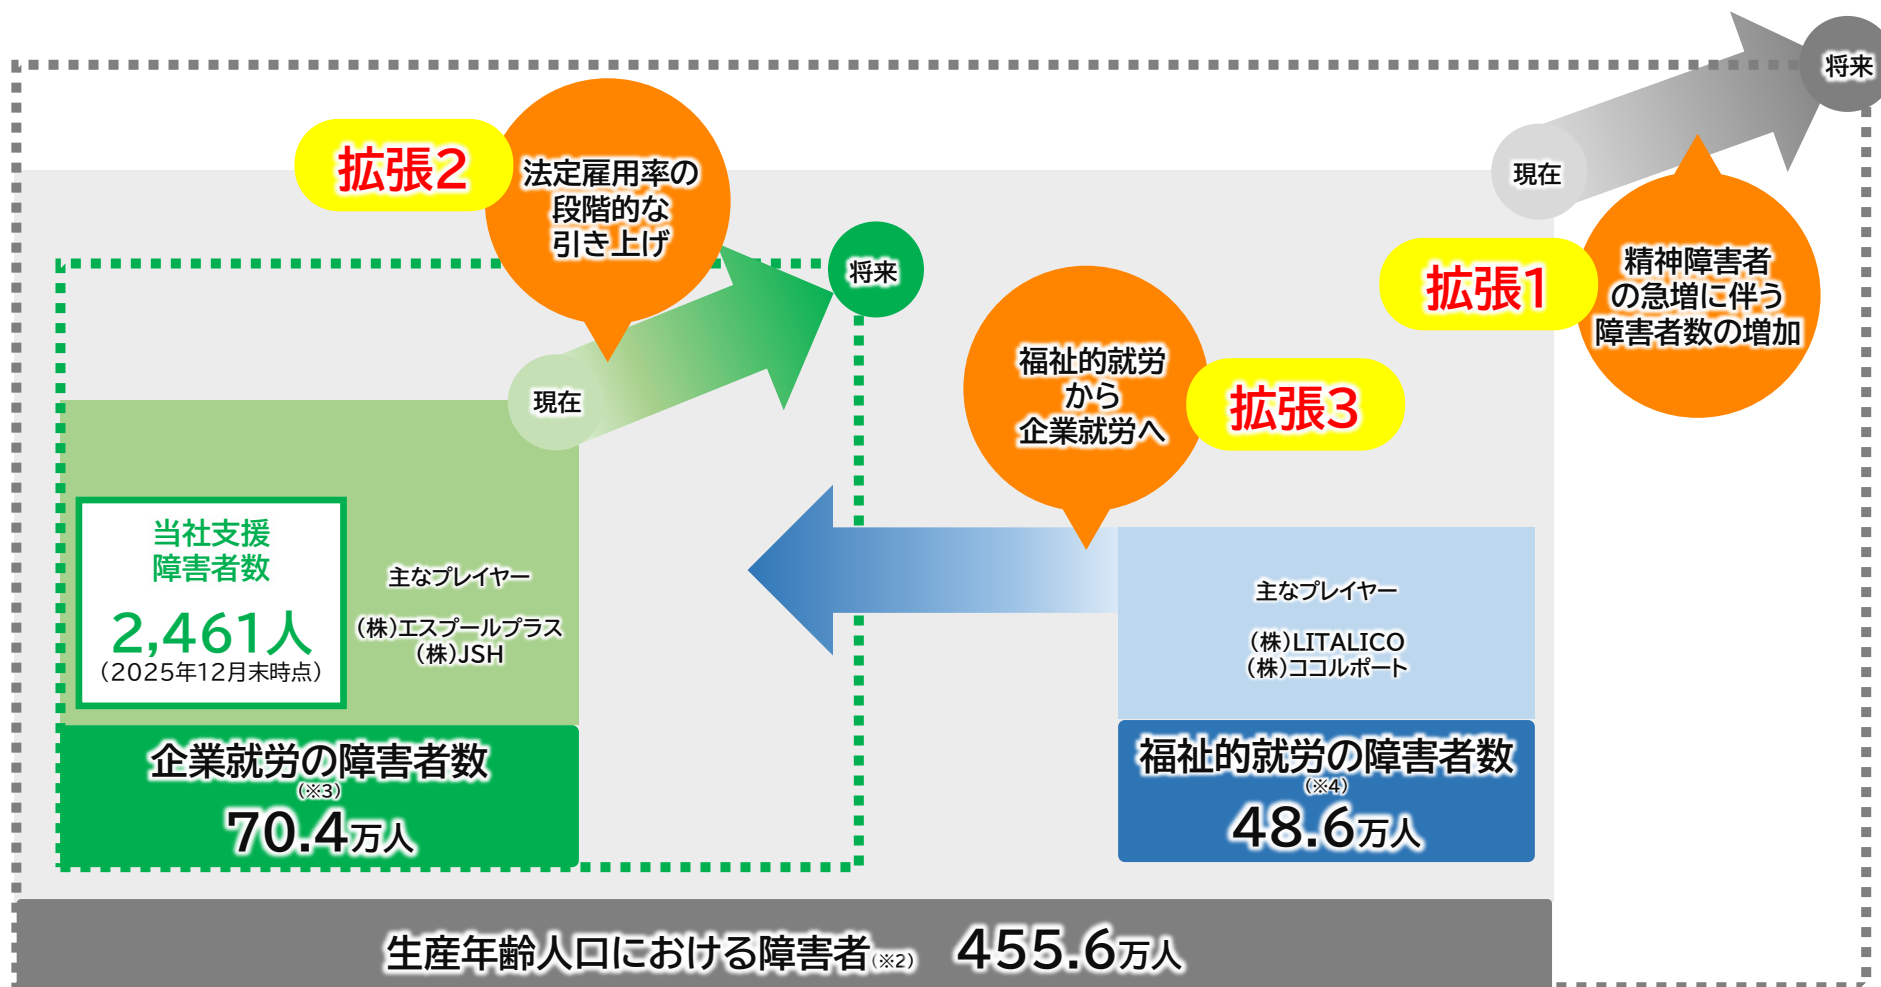 将来
現在
拡張1
精神障害者
の急増に伴う
障害者数の増加
拡張2
法定雇用率の
段階的な
引き上げ
将来
現在
福祉的就労
から
企業就労へ
拡張3
当社支援
障害者数
2,461人
(2025年12月末時点)
主なプレイヤー
(株)エスプールプラス
(株)JSH
企業就労の障害者数
(※3)
70.4万人
主なプレイヤー
(株)LITALICO
(株)ココルポート
福祉的就労の障害者数
(※4)
48.6万人
生産年齢人口における障害者(※2) 455.6万人